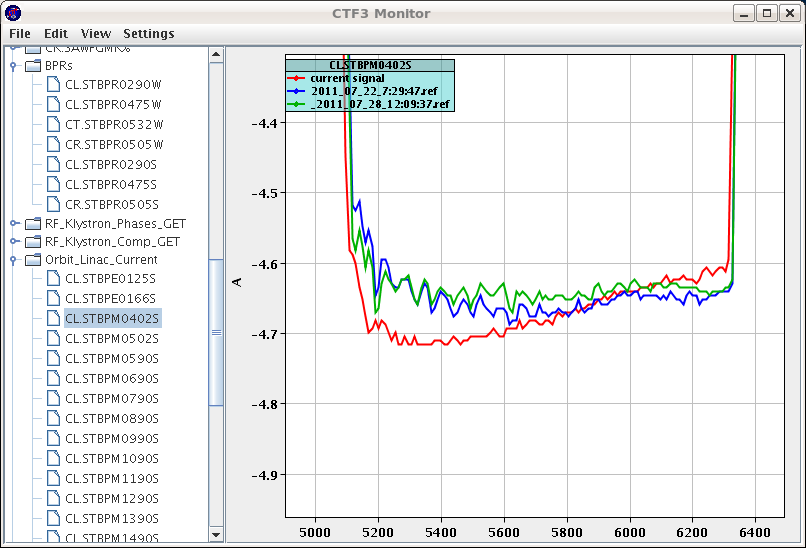 CTF3 Monitor
File Edit View Settings
CR.SAWPGMR%
BPRs
CL.STBPR0290W
CL.STBPR0475W
CT.STBPR0532W
CR.STBPR0505W
CL.STBPR0290S
CL.STBPR0475S
CR.STBPR0505S
RF_Klystron_Phases_GET
RF_Klystron_Comp_GET
Orbit_Linac_Current
CL.STBPE0125S
CL.STBPE0166S
CL.STBPM0402S
CL.STBPM0502S
CL.STBPM0590S
CL.STBPM0690S
CL.STBPM0790S
CL.STBPM0890S
CL.STBPM0990S
CL.STBPM1090S
CL.STBPM1190S
CL.STBPM1290S
CL.STBPM1390S
CL.STBPM1490S
CL.STBPM0402S
current signal
2011_07_22_7:29:47.ref
_2011_07_28_12:09:37.ref
-4.4
-4.5
-4.6
-4.7
-4.8
-4.9
A
5000 5200 5400 5600 5800 6000 6200 6400